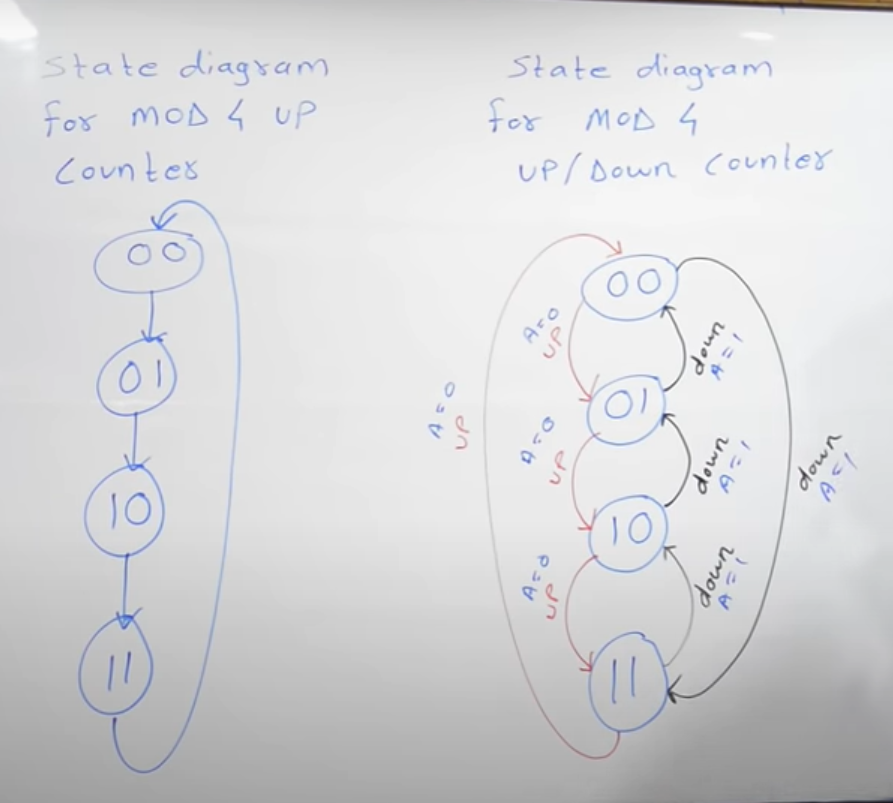 State diagram
for MOD 4 UP
Counter
00
01
10
11
State diagram
for MOD 4
UP/Down Counter
00
A=0
UP
down
A=1
01
A=0
UP
A=0
UP
down
A=1
down
A=1
10
A=0
UP
down
A=1
11